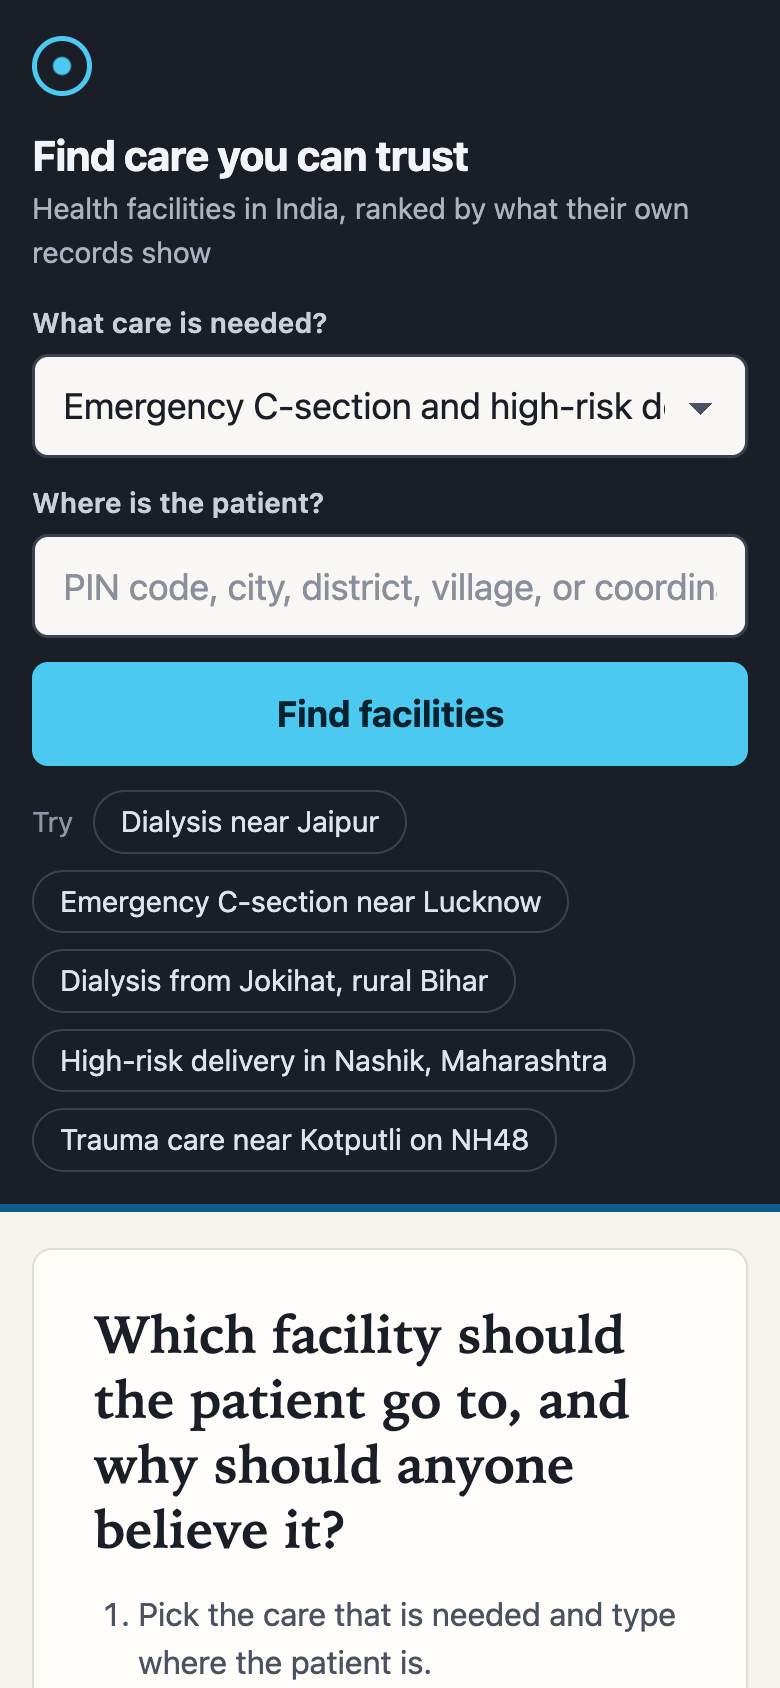 Find care you can trust
Health facilities in India, ranked by what their own
records show
What care is needed?
Emergency C-section and high-risk d
Where is the patient?
PIN code, city, district, village, or coordin
Find facilities
Try
Dialysis near Jaipur
Emergency C-section near Lucknow
Dialysis from Jokihat, rural Bihar
High-risk delivery in Nashik, Maharashtra
Trauma care near Kotputli on NH48
Which facility should
the patient go to, and
why should anyone
believe it?
1. Pick the care that is needed and type
where the patient is.